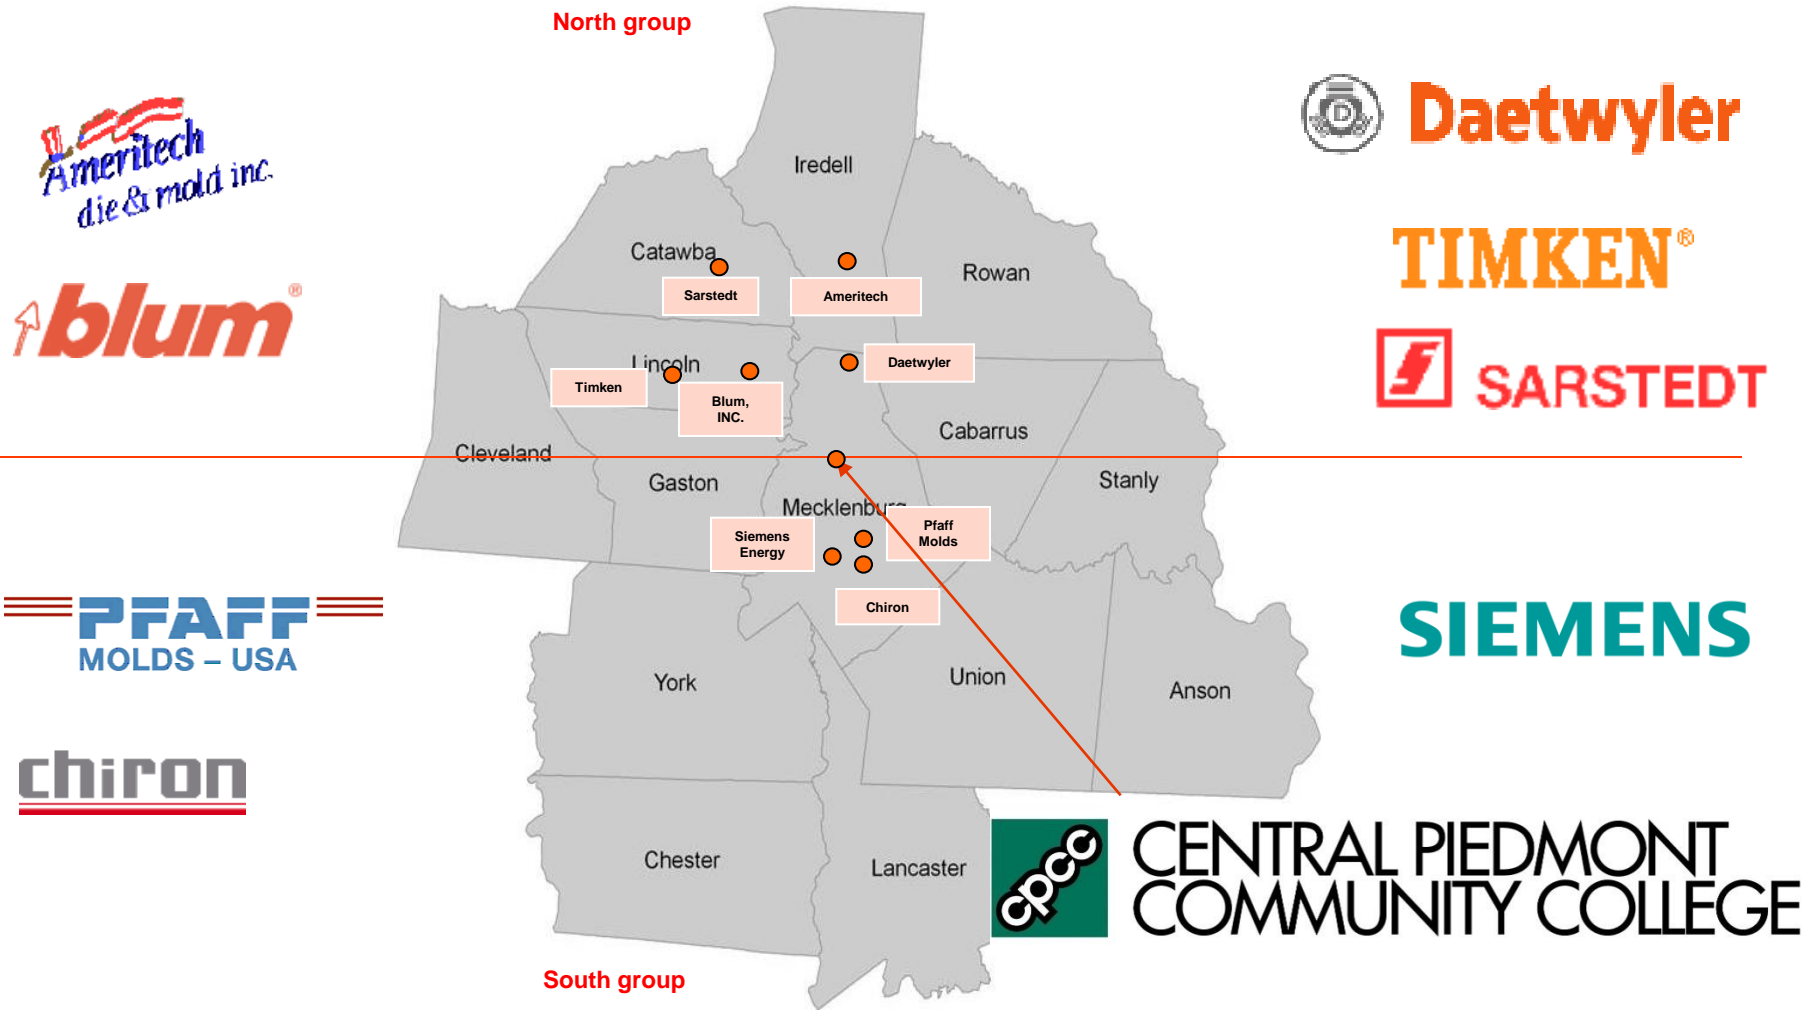 North group
Ameritech
die & mold inc.
blum®
Daetwyler
D
TIMKEN®
SARSTEDT
Iredell
Catawba
Rowan
Sarstedt
Ameritech
Lincoln
Daetwyler
Timken
Blum,
INC.
Cabarrus
Cleveland
Gaston
Stanly
Mecklenburg
Siemens
Energy
Pfaff
Molds
Chiron
PFAFF
MOLDS – USA
SIEMENS
York
Union
Anson
chiron
Chester
Lancaster
cpcc
CENTRAL PIEDMONT
COMMUNITY COLLEGE
South group